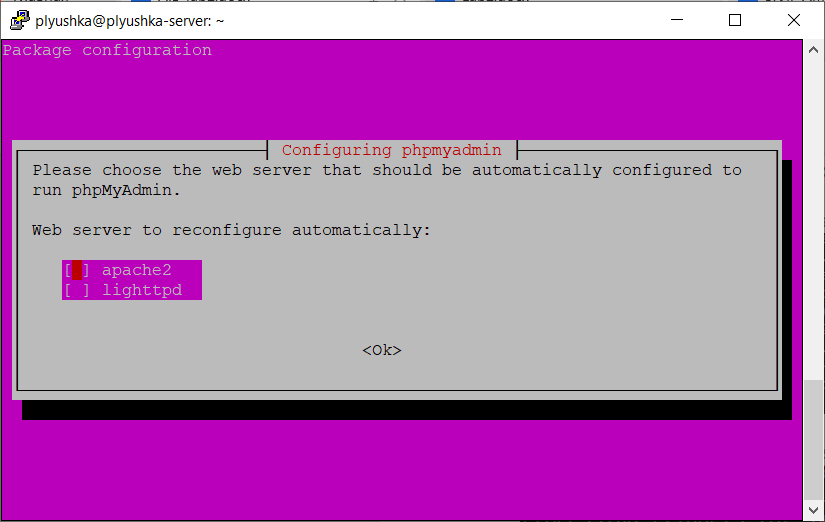 plyushka@plyushka-server: ~
Package configuration
Configuring phpmyadmin
Please choose the web server that should be automatically configured to
run phpMyAdmin.
Web server to reconfigure automatically:
[ ] apache2
[ ] lighttpd
<Ok>